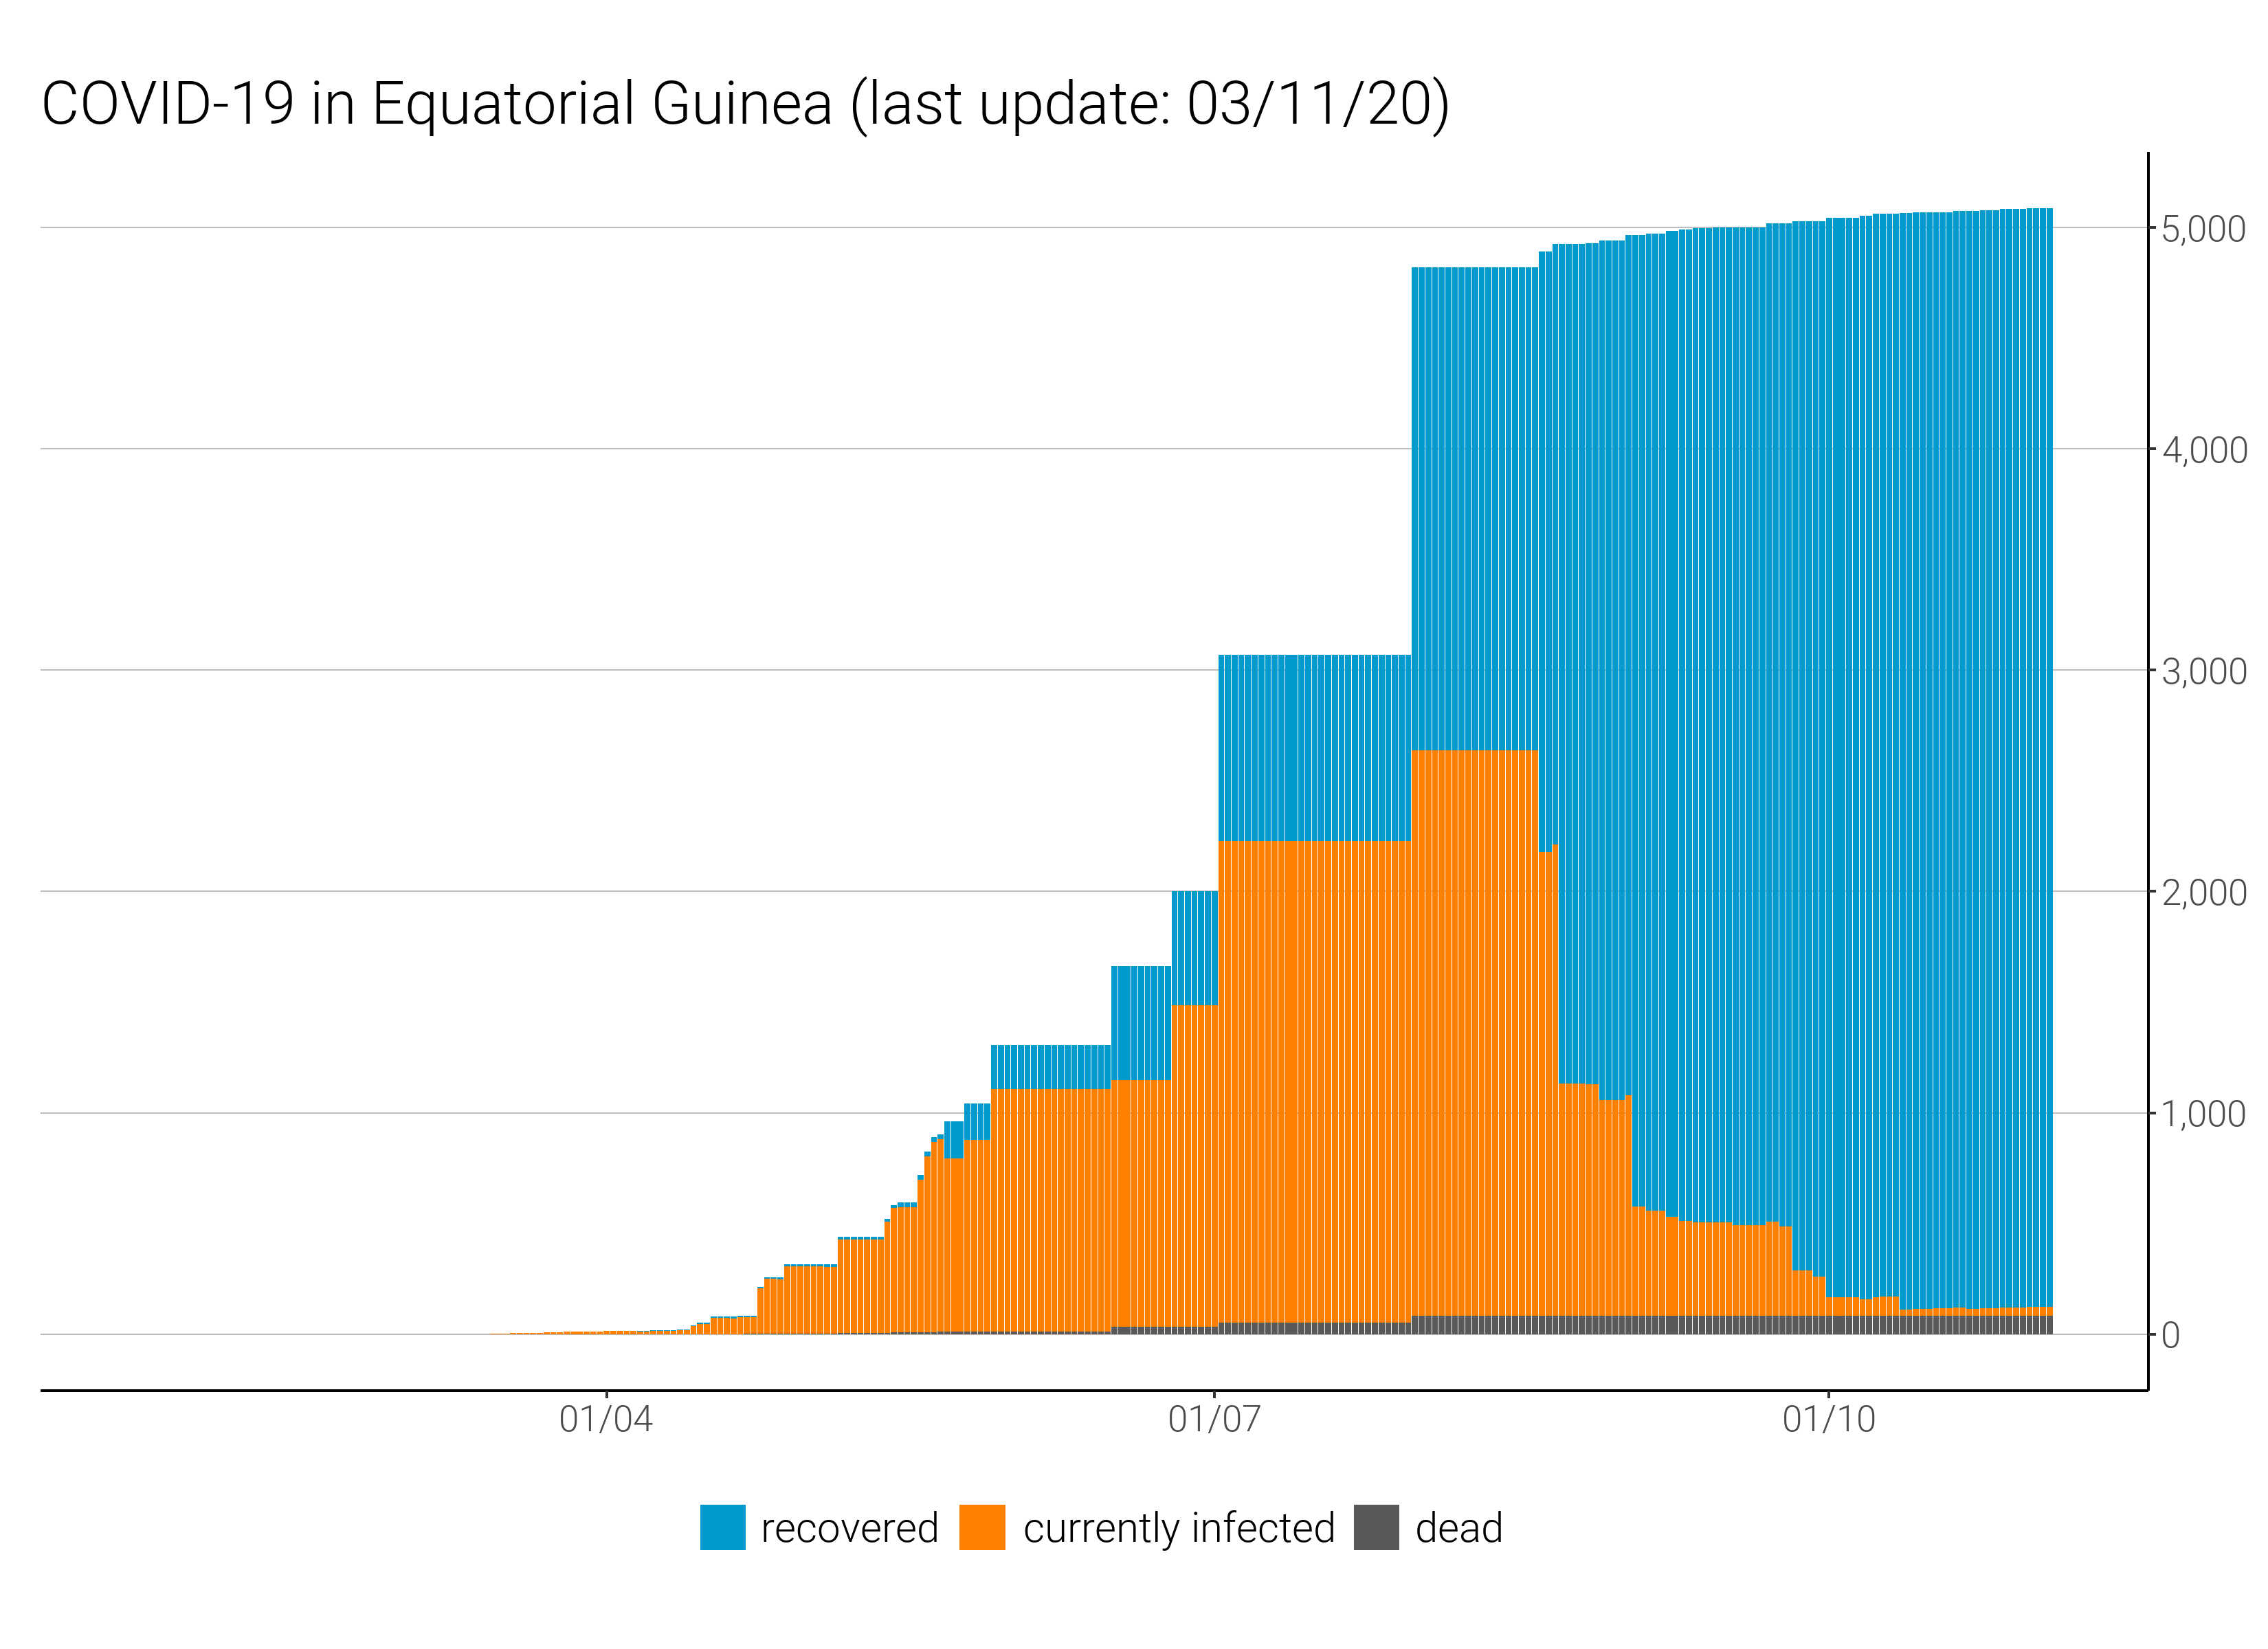 COVID-19 in Equatorial Guinea (last update: 03/11/20)
5,000
4,000
3,000
2,000
1,000
0
01/04 01/07 01/10
recovered currently infected dead